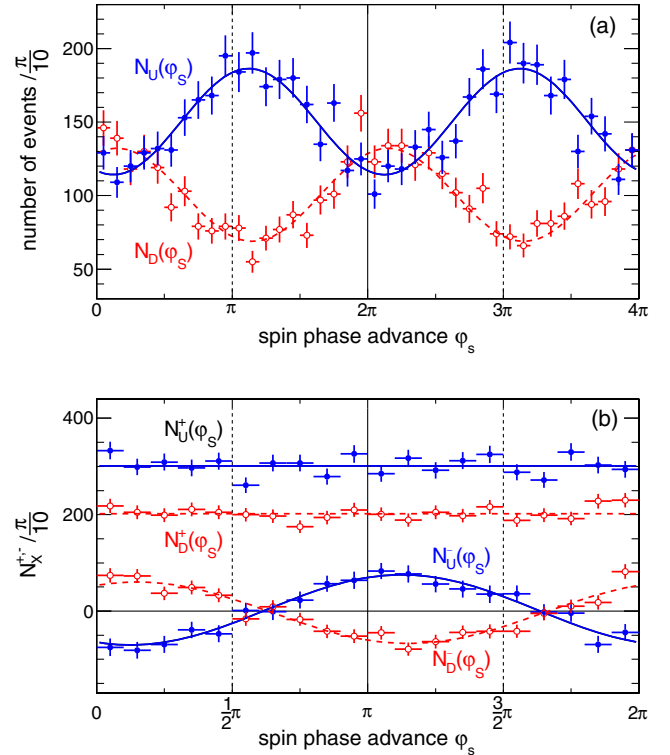 (a)
200
150
100
50
number of events / π/10
N_U(φ_S)
N_D(φ_S)
0 π 2π 3π 4π
spin phase advance φ_s
(b)
400
200
0
N_X^{+,-} / π/10
N_U^+(φ_S)
N_D^+(φ_S)
N_U^-(φ_S)
N_D^-(φ_S)
0 1/2π π 3/2π 2π
spin phase advance φ_s